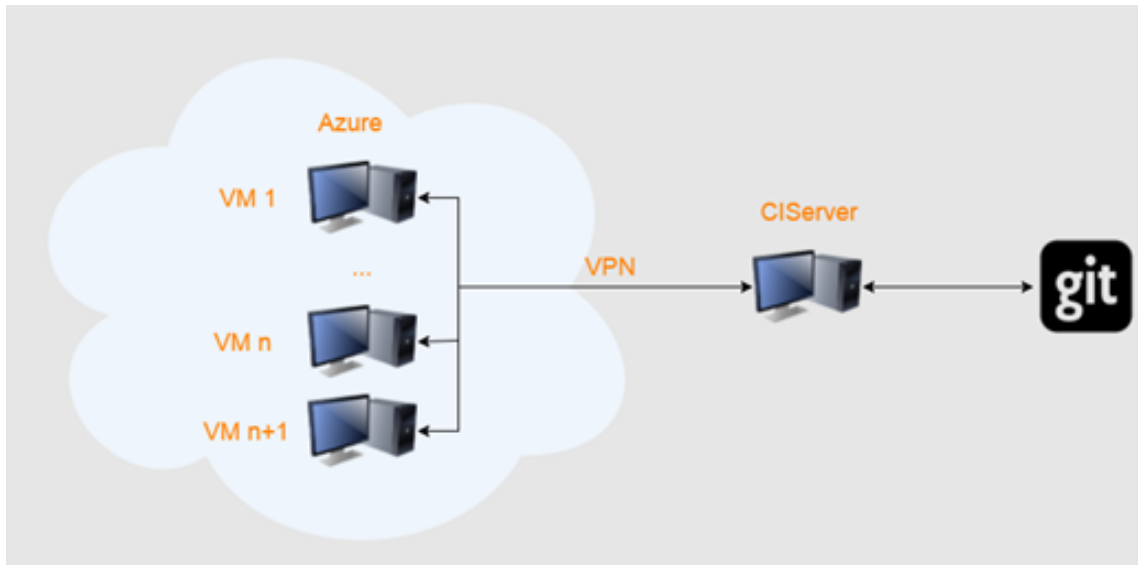 Azure
VM 1
CIServer
...
VPN
git
VM n
VM n+1